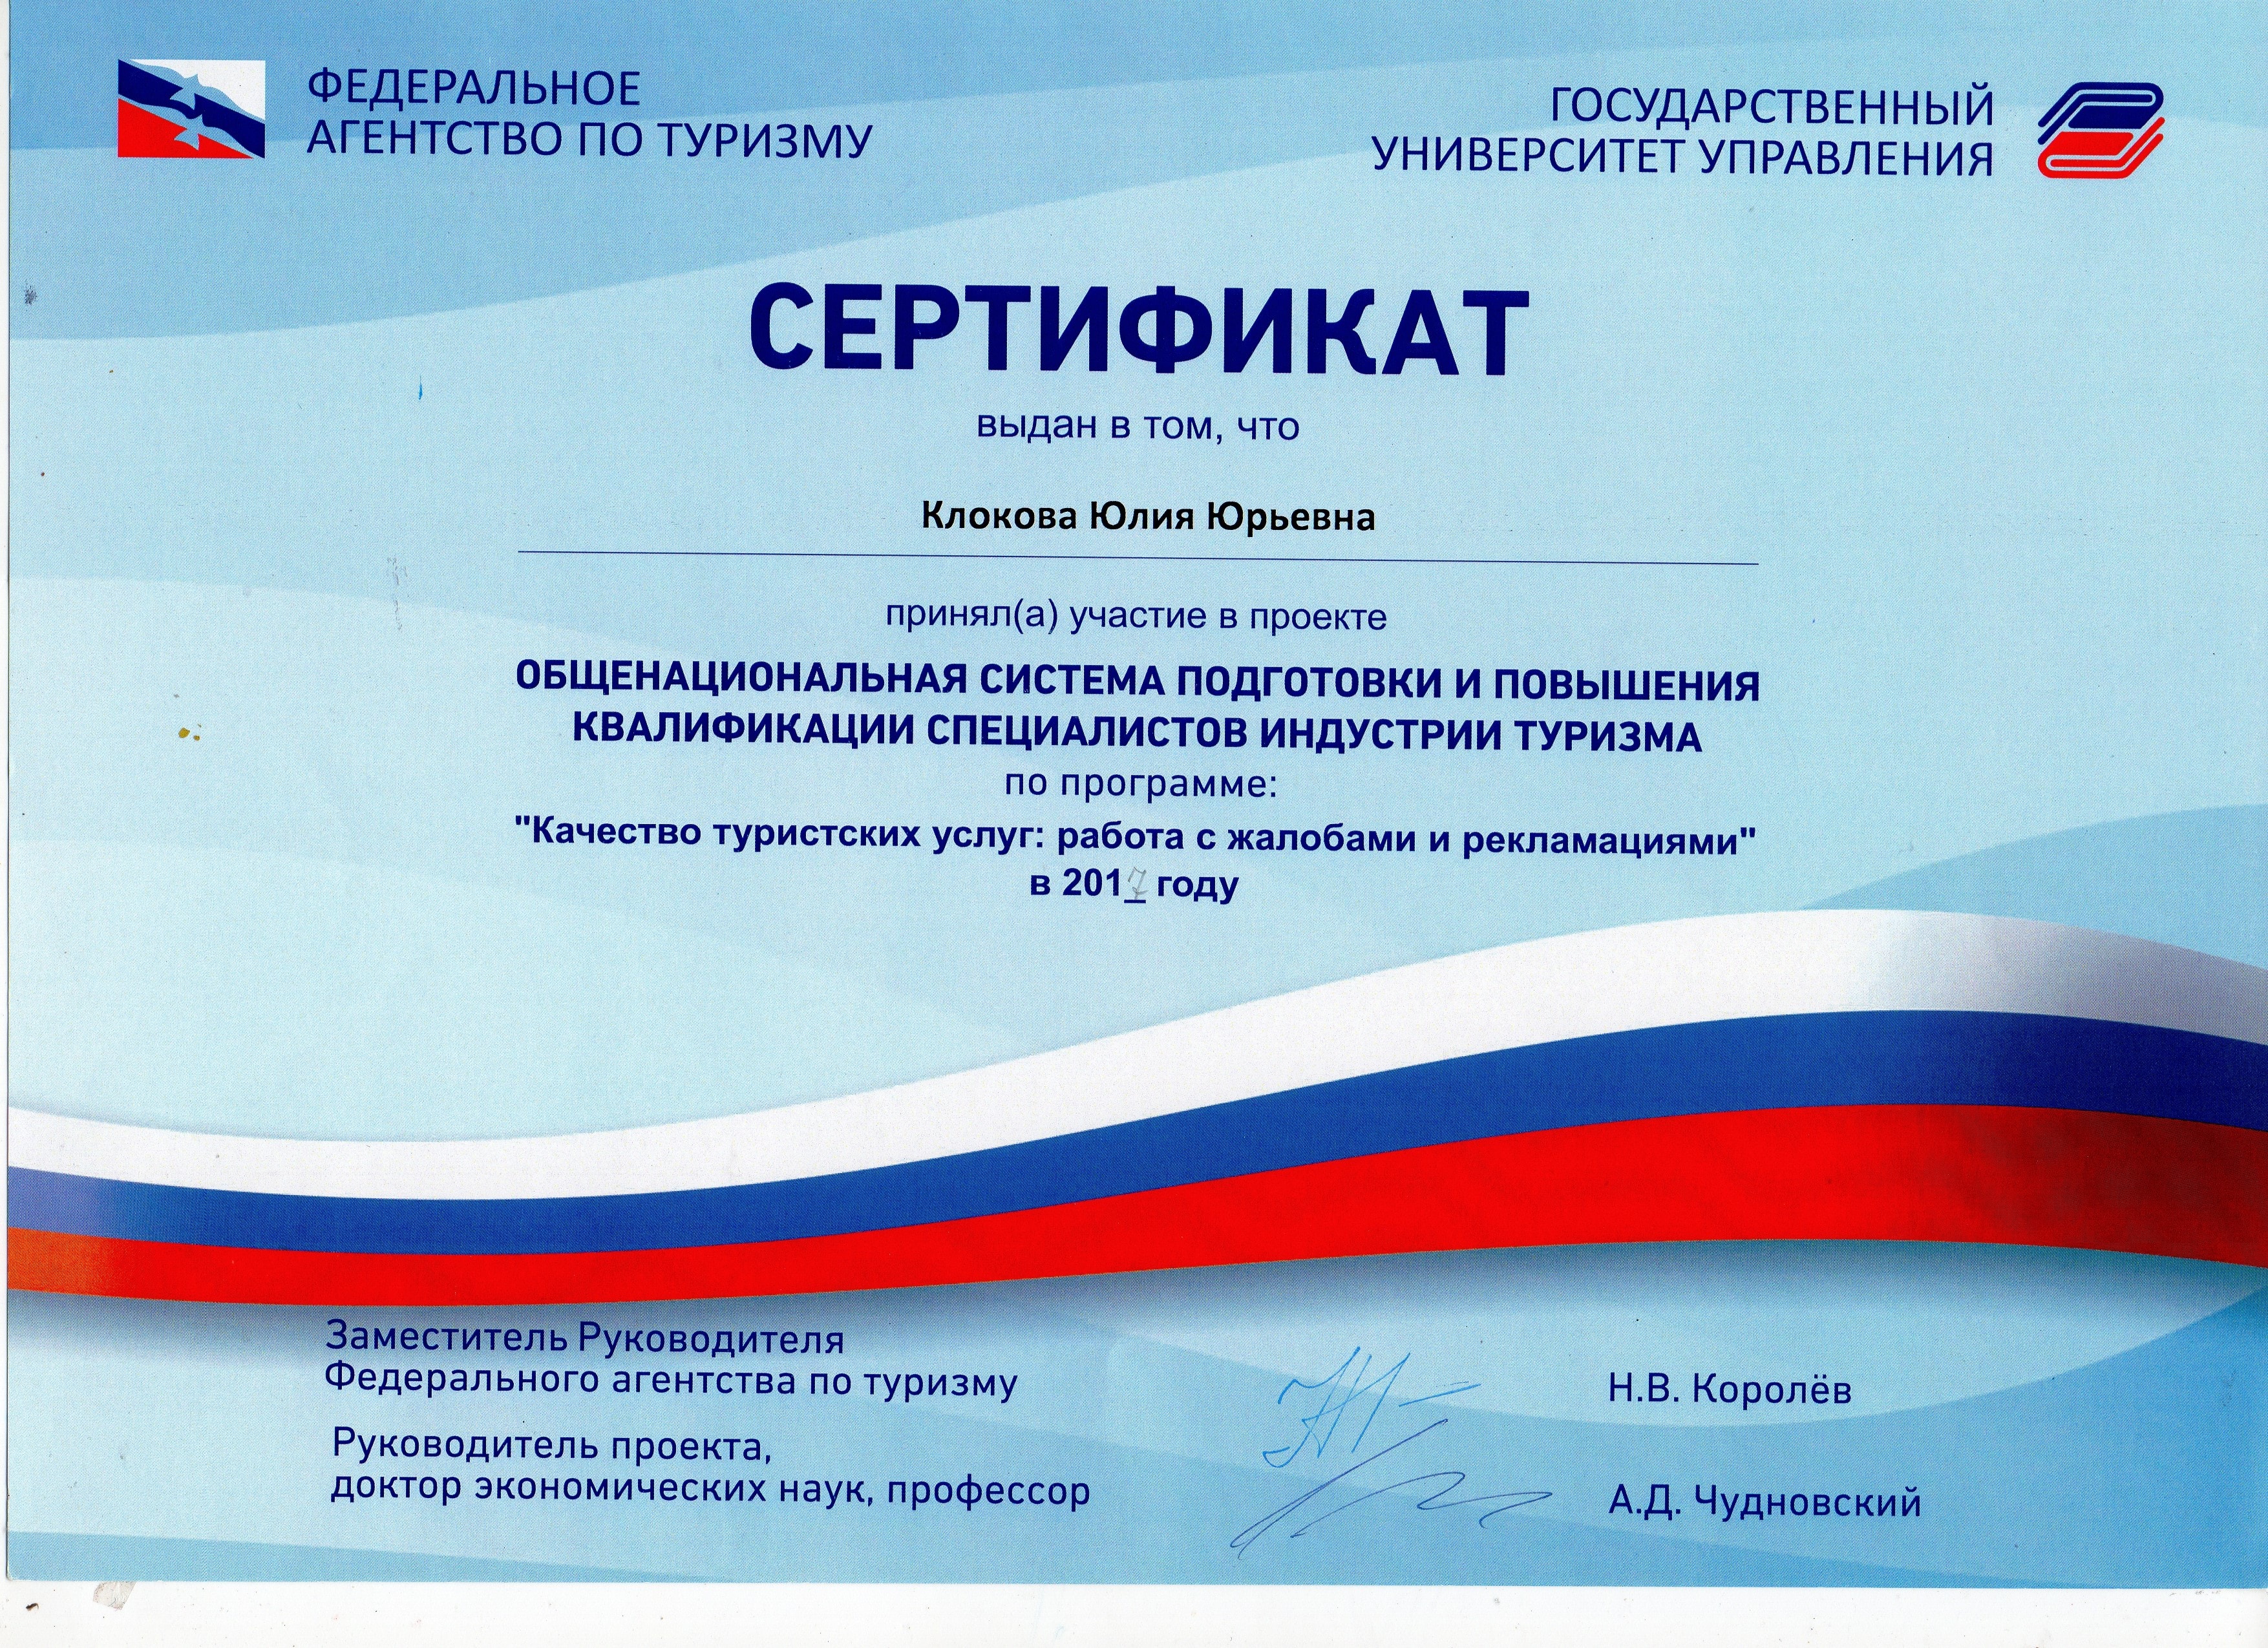 ФЕДЕРАЛЬНОЕ
АГЕНТСТВО ПО ТУРИЗМУ
ГОСУДАРСТВЕННЫЙ
УНИВЕРСИТЕТ УПРАВЛЕНИЯ
СЕРТИФИКАТ
выдан в том, что
Клокова Юлия Юрьевна
принял(а) участие в проекте
ОБЩЕНАЦИОНАЛЬНАЯ СИСТЕМА ПОДГОТОВКИ И ПОВЫШЕНИЯ
КВАЛИФИКАЦИИ СПЕЦИАЛИСТОВ ИНДУСТРИИ ТУРИЗМА
по программе:
"Качество туристских услуг: работа с жалобами и рекламациями"
в 2017 году
Заместитель Руководителя
Федерального агентства по туризму
Н.В. Королёв
Руководитель проекта,
доктор экономических наук, профессор
А.Д. Чудновский